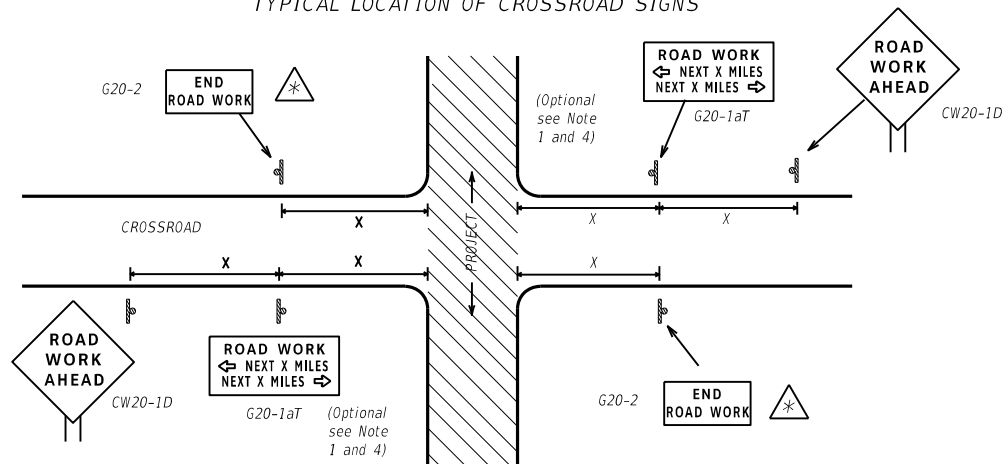 TYPICAL LOCATION OF CROSSROAD SIGNS
G20-2
END
ROAD WORK
*
(Optional
see Note
1 and 4)
ROAD WORK
⇦ NEXT X MILES
NEXT X MILES ⇨
G20-1aT
ROAD
WORK
AHEAD
CW20-1D
X
X
X
CROSSROAD
PROJECT
X
X
X
ROAD
WORK
AHEAD
CW20-1D
ROAD WORK
⇦ NEXT X MILES
NEXT X MILES ⇨
G20-1aT
(Optional
see Note
1 and 4)
G20-2
END
ROAD WORK
*